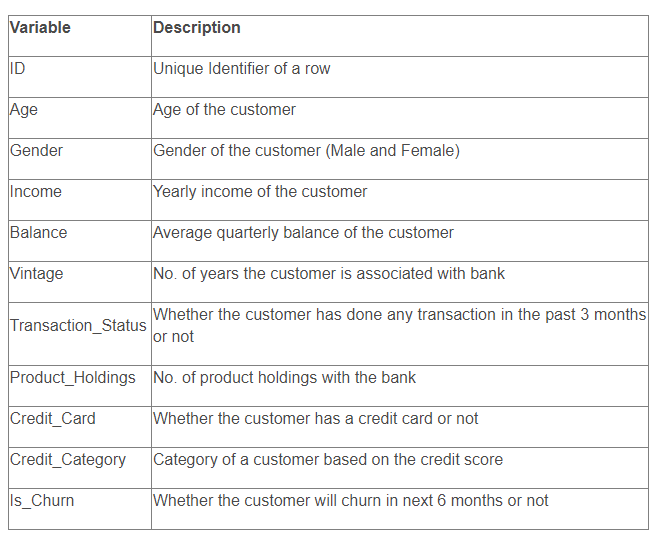 Variable Description
ID Unique Identifier of a row
Age Age of the customer
Gender Gender of the customer (Male and Female)
Income Yearly income of the customer
Balance Average quarterly balance of the customer
Vintage No. of years the customer is associated with bank
Transaction_Status Whether the customer has done any transaction in the past 3 months
or not
Product_Holdings No. of product holdings with the bank
Credit_Card Whether the customer has a credit card or not
Credit_Category Category of a customer based on the credit score
Is_Churn Whether the customer will churn in next 6 months or not